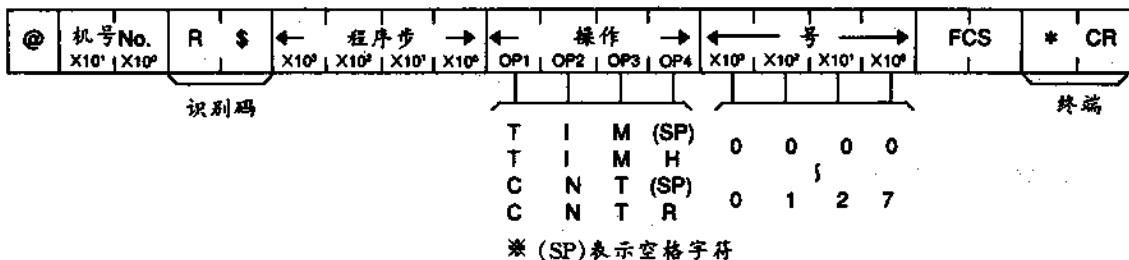 @ 机号No. R $ ← 程序步 → ← 操作 → ← 号 → FCS * CR
X10¹ X10⁰ X10³ X10² X10¹ X10⁰ OP1 OP2 OP3 OP4 X10³ X10² X10¹ X10⁰
识别码 终端
T I M (SP) 0 0 0 0
T I M H
C N T (SP) ~
C N T R 0 1 2 7
※ (SP)表示空格字符